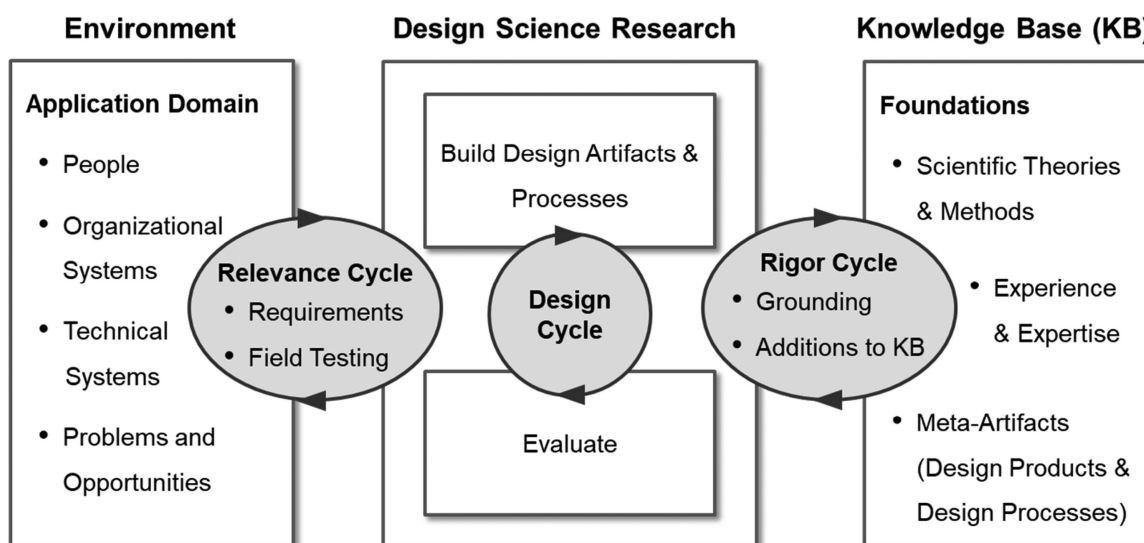 Environment
Application Domain
• People
• Organizational
Systems
• Technical
Systems
• Problems and
Opportunities
Relevance Cycle
• Requirements
• Field Testing
Design Science Research
Build Design Artifacts &
Processes
Design
Cycle
Evaluate
Rigor Cycle
• Grounding
• Additions to KB
Knowledge Base (KB)
Foundations
• Scientific Theories
& Methods
• Experience
& Expertise
• Meta-Artifacts
(Design Products &
Design Processes)